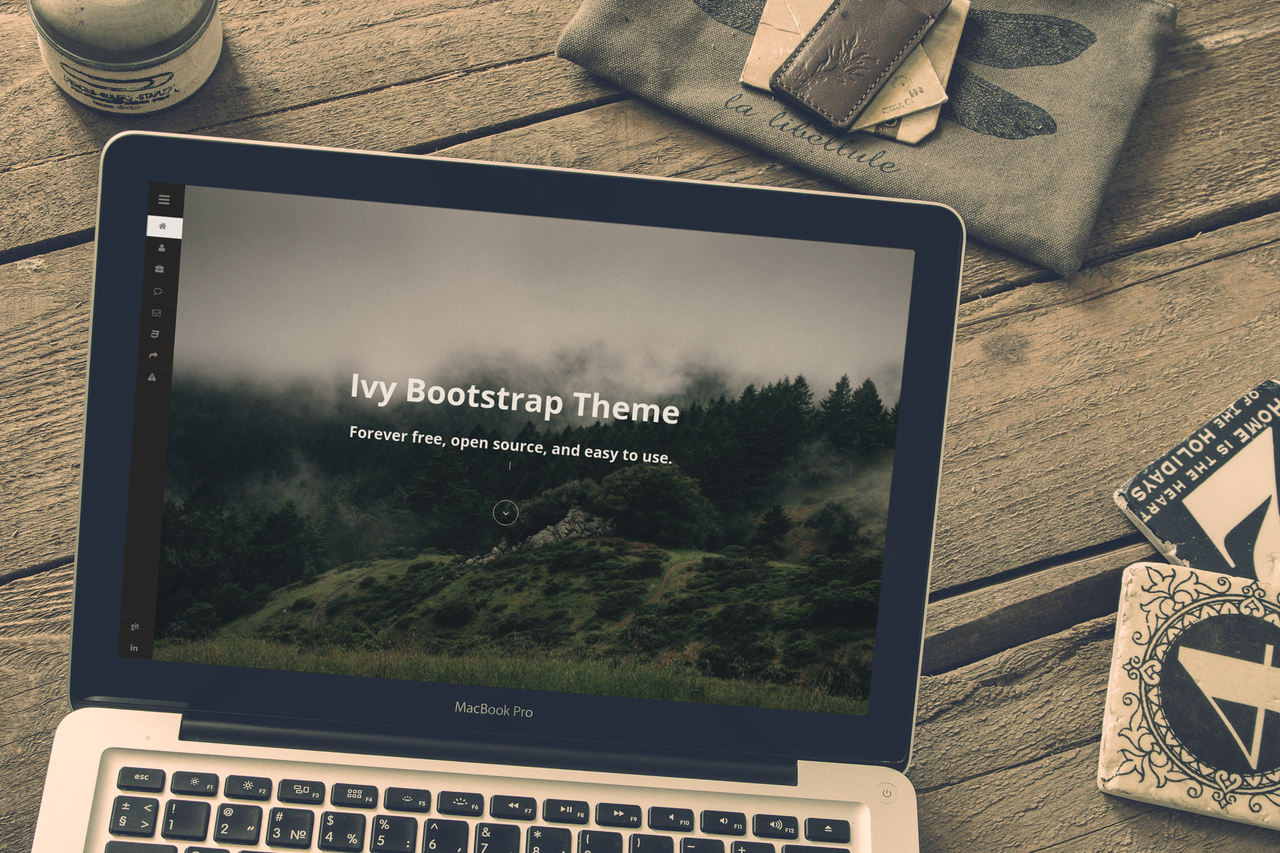 la libellule
Ivy Bootstrap Theme
Forever free, open source, and easy to use.
git
in
MacBook Pro
HOME IS THE HEART
OF THE HOLIDAYS
esc
F1
F2
F3
F4
F5
F6
F7
F8
F9
F10
F11
F12
± <
§ >
!
1
@
2 „
#
3 №
$
4 %
%
5 :
^
6 ,
&
7 .
*
8 ;
(
)